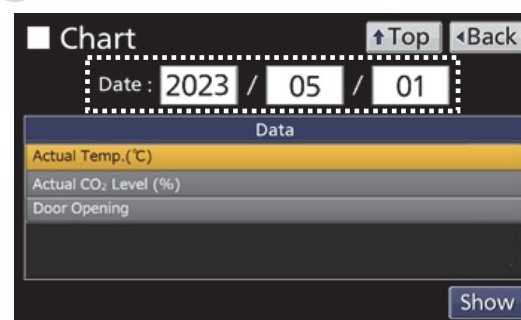 Chart
Top
Back
Date : 2023 / 05 / 01
Data
Actual Temp.(℃)
Actual CO₂ Level (%)
Door Opening
Show